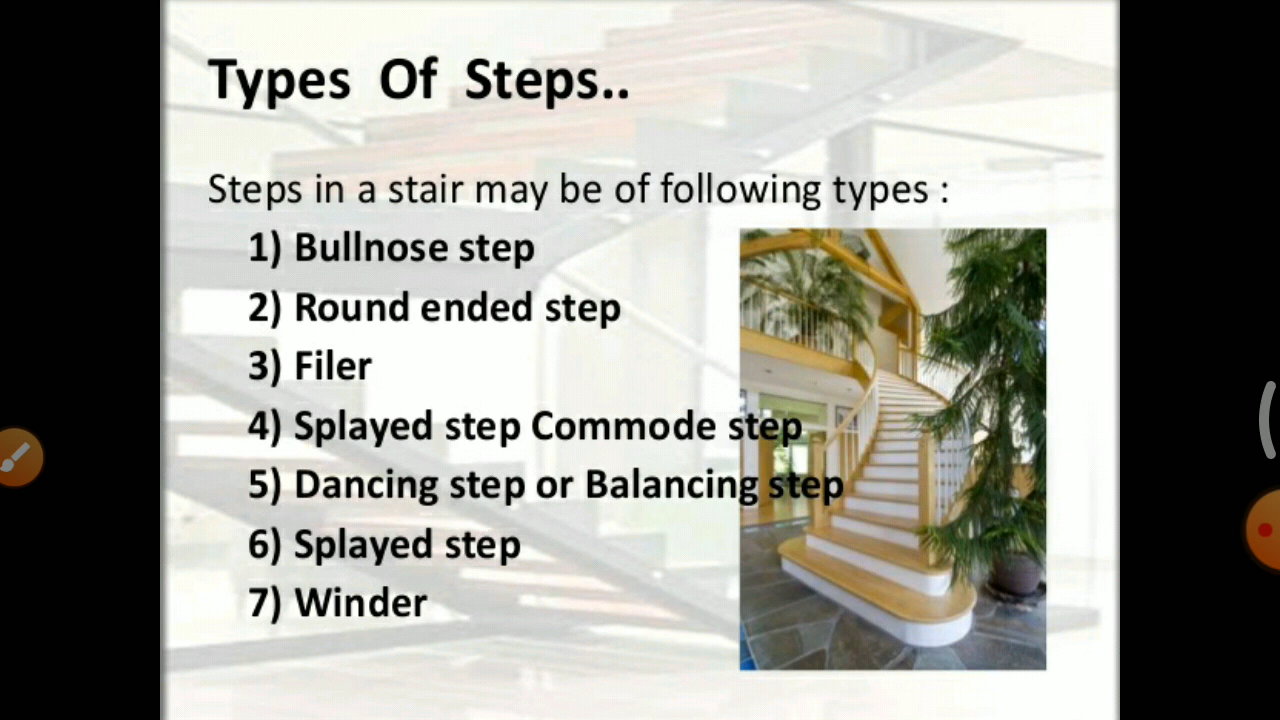 Types Of Steps..
Steps in a stair may be of following types :
1) Bullnose step
2) Round ended step
3) Filer
4) Splayed step Commode step
5) Dancing step or Balancing step
6) Splayed step
7) Winder